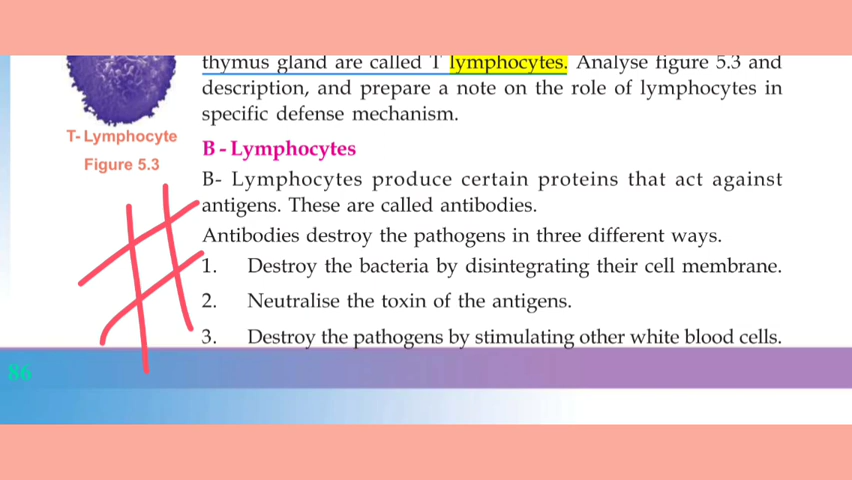 thymus gland are called T lymphocytes. Analyse figure 5.3 and
description, and prepare a note on the role of lymphocytes in
specific defense mechanism.
T- Lymphocyte
Figure 5.3
B - Lymphocytes
B- Lymphocytes produce certain proteins that act against
antigens. These are called antibodies.
Antibodies destroy the pathogens in three different ways.
1. Destroy the bacteria by disintegrating their cell membrane.
2. Neutralise the toxin of the antigens.
3. Destroy the pathogens by stimulating other white blood cells.
86